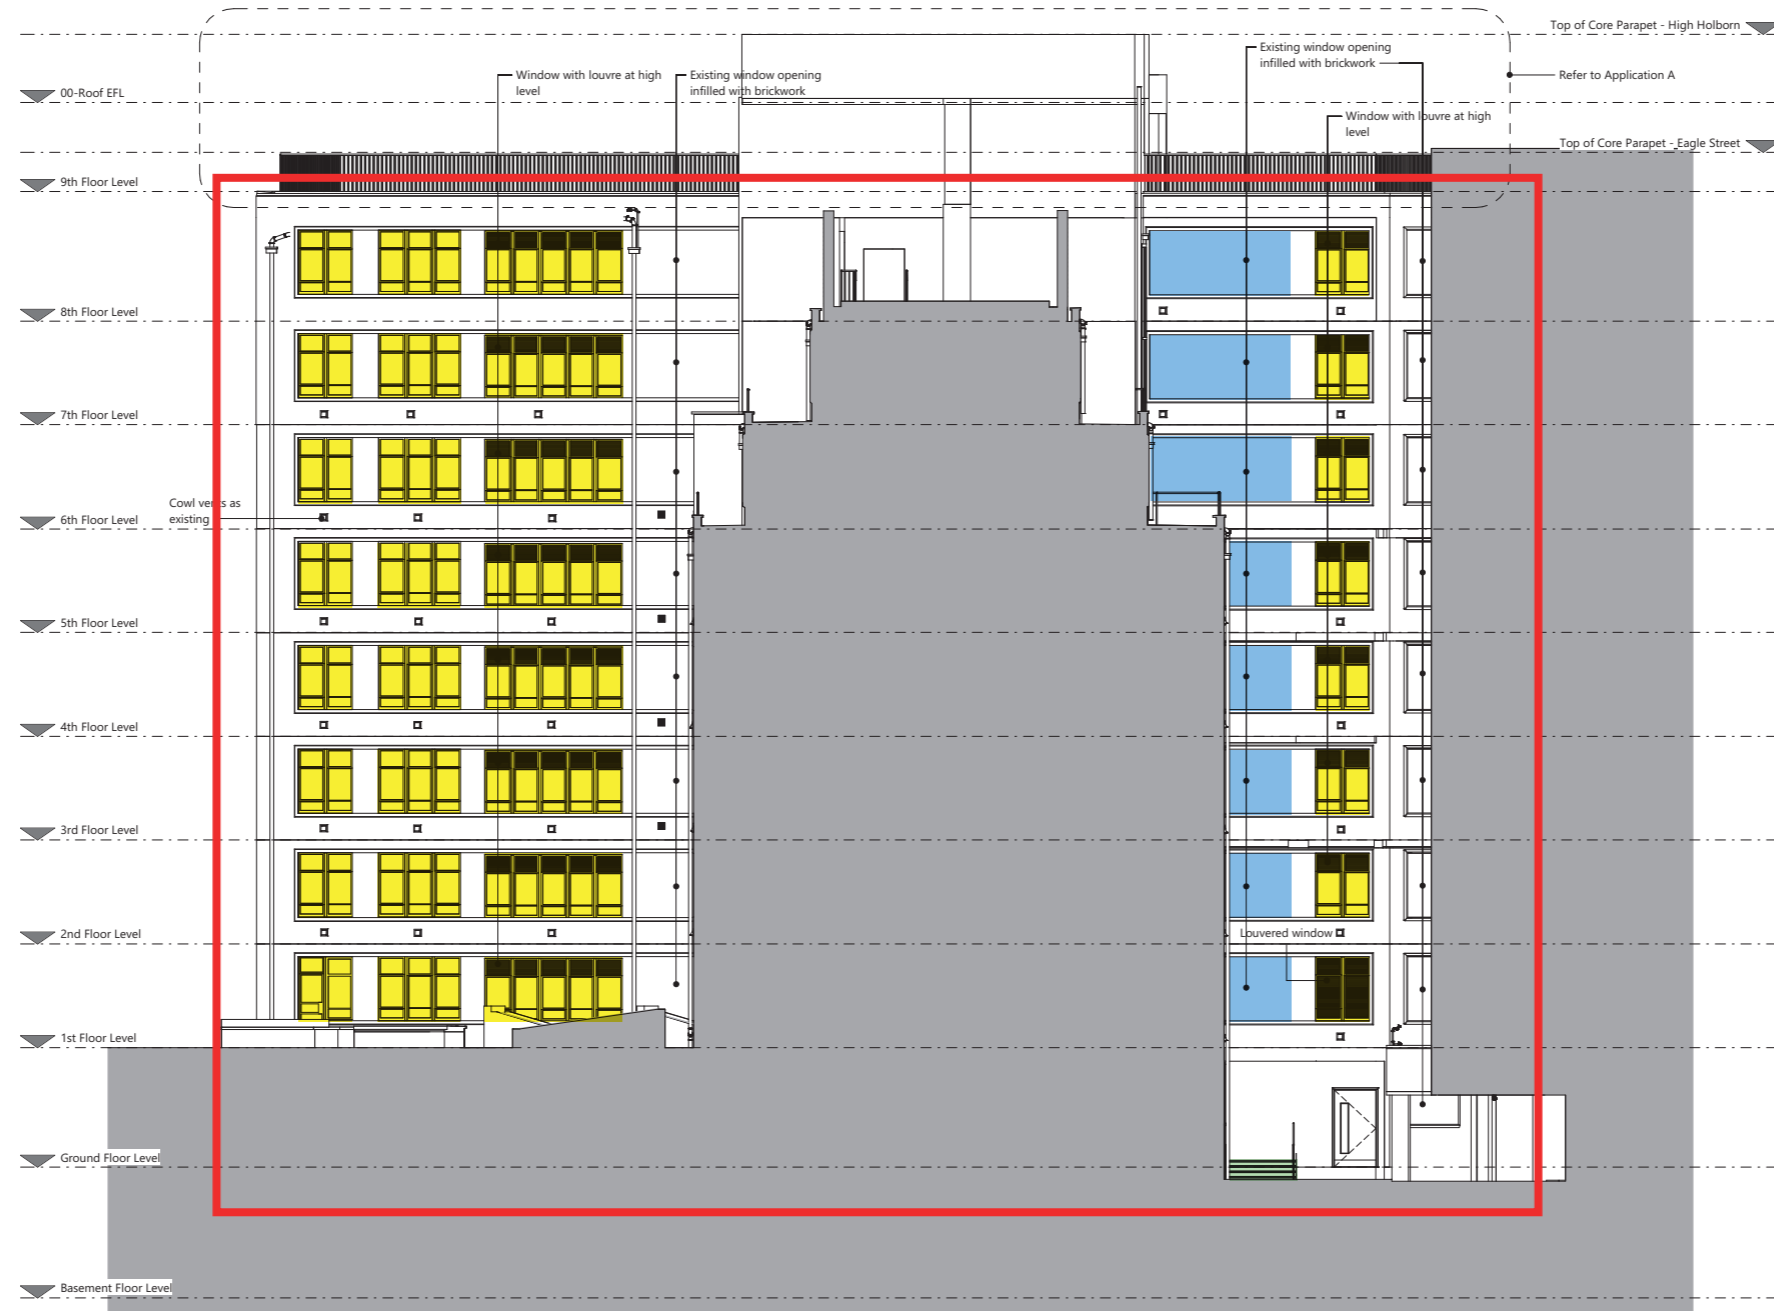 Top of Core Parapet - High Holborn
Existing window opening
infilled with brickwork
Window with louvre at high
level
Existing window opening
infilled with brickwork
Refer to Application A
00-Roof EFL
Window with louvre at high
level
Top of Core Parapet - Eagle Street
9th Floor Level
8th Floor Level
7th Floor Level
Cowl vents as
existing
6th Floor Level
5th Floor Level
4th Floor Level
3rd Floor Level
2nd Floor Level
Louvered window
1st Floor Level
Ground Floor Level
Basement Floor Level